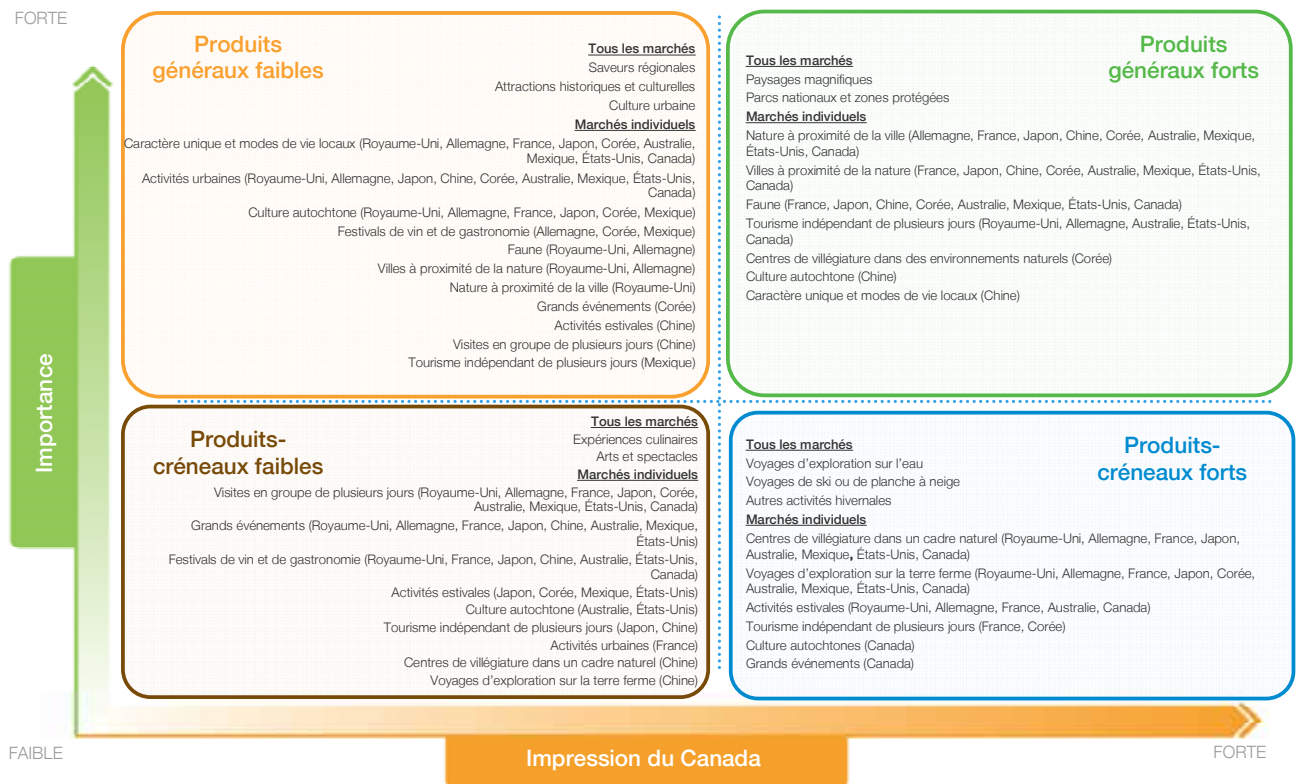 FORTE
Produits
généraux faibles
Tous les marchés
Saveurs régionales
Attractions historiques et culturelles
Culture urbaine
Marchés individuels
Caractère unique et modes de vie locaux (Royaume-Uni, Allemagne, France, Japon, Corée, Australie,
Mexique, États-Unis, Canada)
Activités urbaines (Royaume-Uni, Allemagne, Japon, Chine, Corée, Australie, Mexique, États-Unis,
Canada)
Culture autochtone (Royaume-Uni, Allemagne, France, Japon, Corée, Mexique)
Festivals de vin et de gastronomie (Allemagne, Corée, Mexique)
Faune (Royaume-Uni, Allemagne)
Villes à proximité de la nature (Royaume-Uni, Allemagne)
Nature à proximité de la ville (Royaume-Uni)
Grands événements (Corée)
Activités estivales (Chine)
Visites en groupe de plusieurs jours (Chine)
Tourisme indépendant de plusieurs jours (Mexique)
Produits
généraux forts
Tous les marchés
Paysages magnifiques
Parcs nationaux et zones protégées
Marchés individuels
Nature à proximité de la ville (Allemagne, France, Japon, Chine, Corée, Australie, Mexique,
États-Unis, Canada)
Villes à proximité de la nature (France, Japon, Chine, Corée, Australie, Mexique, États-Unis,
Canada)
Faune (France, Japon, Chine, Corée, Australie, Mexique, États-Unis, Canada)
Tourisme indépendant de plusieurs jours (Royaume-Uni, Allemagne, Australie, États-Unis,
Canada)
Centres de villégiature dans des environnements naturels (Corée)
Culture autochtone (Chine)
Caractère unique et modes de vie locaux (Chine)
Importance
Produits-
créneaux faibles
Tous les marchés
Expériences culinaires
Arts et spectacles
Marchés individuels
Visites en groupe de plusieurs jours (Royaume-Uni, Allemagne, France, Japon, Corée,
Australie, Mexique, États-Unis, Canada)
Grands événements (Royaume-Uni, Allemagne, France, Japon, Chine, Australie, Mexique,
États-Unis)
Festivals de vin et de gastronomie (Royaume-Uni, France, Japon, Chine, Australie, États-Unis,
Canada)
Activités estivales (Japon, Corée, Mexique, États-Unis)
Culture autochtone (Australie, États-Unis)
Tourisme indépendant de plusieurs jours (Japon, Chine)
Activités urbaines (France)
Centres de villégiature dans un cadre naturel (Chine)
Voyages d'exploration sur la terre ferme (Chine)
Produits-
créneaux forts
Tous les marchés
Voyages d'exploration sur l'eau
Voyages de ski ou de planche à neige
Autres activités hivernales
Marchés individuels
Centres de villégiature dans un cadre naturel (Royaume-Uni, Allemagne, France, Japon,
Australie, Mexique, États-Unis, Canada)
Voyages d'exploration sur la terre ferme (Royaume-Uni, Allemagne, France, Japon, Corée,
Australie, Mexique, États-Unis, Canada)
Activités estivales (Royaume-Uni, Allemagne, France, Australie, Canada)
Tourisme indépendant de plusieurs jours (France, Corée)
Culture autochtones (Canada)
Grands événements (Canada)
FAIBLE
Impression du Canada
FORTE